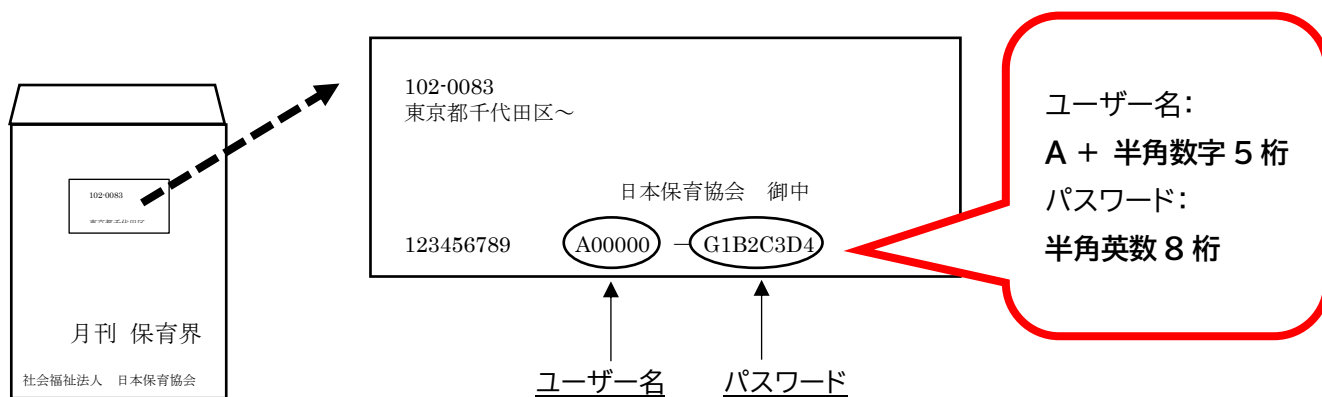 102-0083
東京都千代田区～
日本保育協会　御中
123456789　A00000 － G1B2C3D4
ユーザー名
パスワード
ユーザー名：
A + 半角数字 5 桁
パスワード：
半角英数 8 桁
102-0083
月刊 保育界
社会福祉法人　日本保育協会